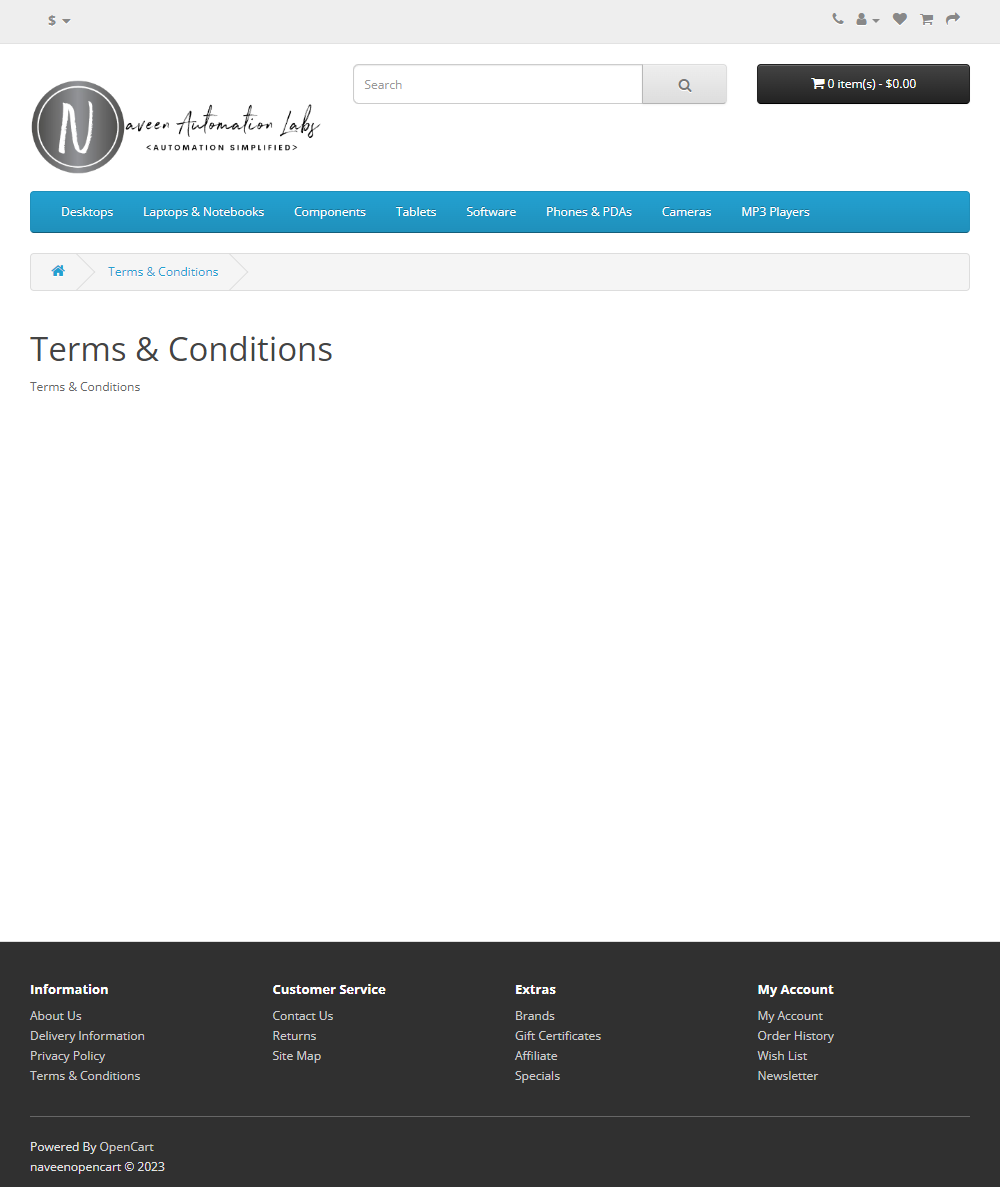 $
Search
0 item(s) - $0.00
N
aveen Automation Labs
<AUTOMATION SIMPLIFIED>
Desktops Laptops & Notebooks Components Tablets Software Phones & PDAs Cameras MP3 Players
Terms & Conditions
Terms & Conditions
Terms & Conditions
Information
About Us
Delivery Information
Privacy Policy
Terms & Conditions
Customer Service
Contact Us
Returns
Site Map
Extras
Brands
Gift Certificates
Affiliate
Specials
My Account
My Account
Order History
Wish List
Newsletter
Powered By OpenCart
naveenopencart © 2023